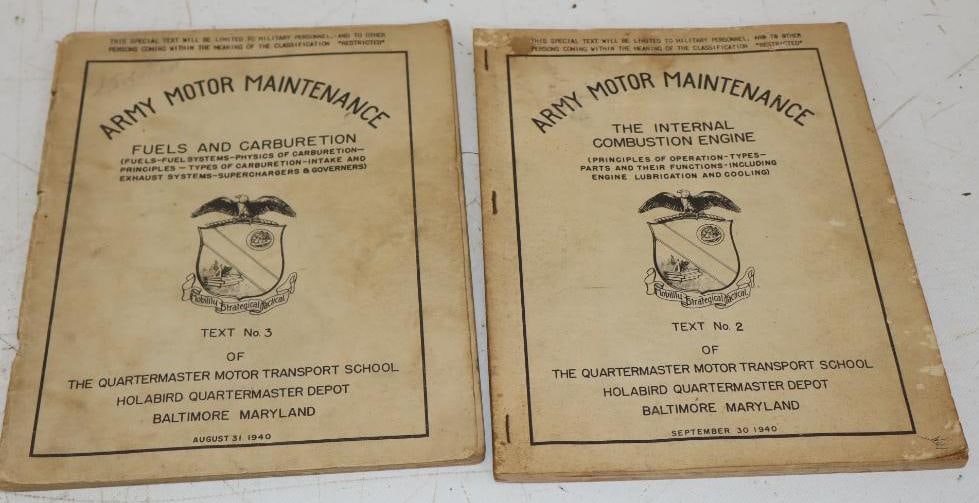 THIS SPECIAL TEXT WILL BE LIMITED TO MILITARY PERSONNEL, AND TO OTHER
PERSONS COMING WITHIN THE MEANING OF THE CLASSIFICATION "RESTRICTED"
ARMY MOTOR MAINTENANCE
FUELS AND CARBURETION
(FUELS-FUEL SYSTEMS-PHYSICS OF CARBURETION-
PRINCIPLES - TYPES OF CARBURETION-INTAKE AND
EXHAUST SYSTEMS-SUPERCHARGERS & GOVERNERS)
Mobility Strategical Tactical
TEXT No. 3
OF
THE QUARTERMASTER MOTOR TRANSPORT SCHOOL
HOLABIRD QUARTERMASTER DEPOT
BALTIMORE MARYLAND
AUGUST 31 1940
THIS SPECIAL TEXT WILL BE LIMITED TO MILITARY PERSONNEL, AND TO OTHER
PERSONS COMING WITHIN THE MEANING OF THE CLASSIFICATION "RESTRICTED"
ARMY MOTOR MAINTENANCE
THE INTERNAL
COMBUSTION ENGINE
(PRINCIPLES OF OPERATION-TYPES-
PARTS AND THEIR FUNCTIONS-INCLUDING
ENGINE LUBRICATION AND COOLING)
Mobility Strategical Tactical
TEXT No. 2
OF
THE QUARTERMASTER MOTOR TRANSPORT SCHOOL
HOLABIRD QUARTERMASTER DEPOT
BALTIMORE MARYLAND
SEPTEMBER 30 1940